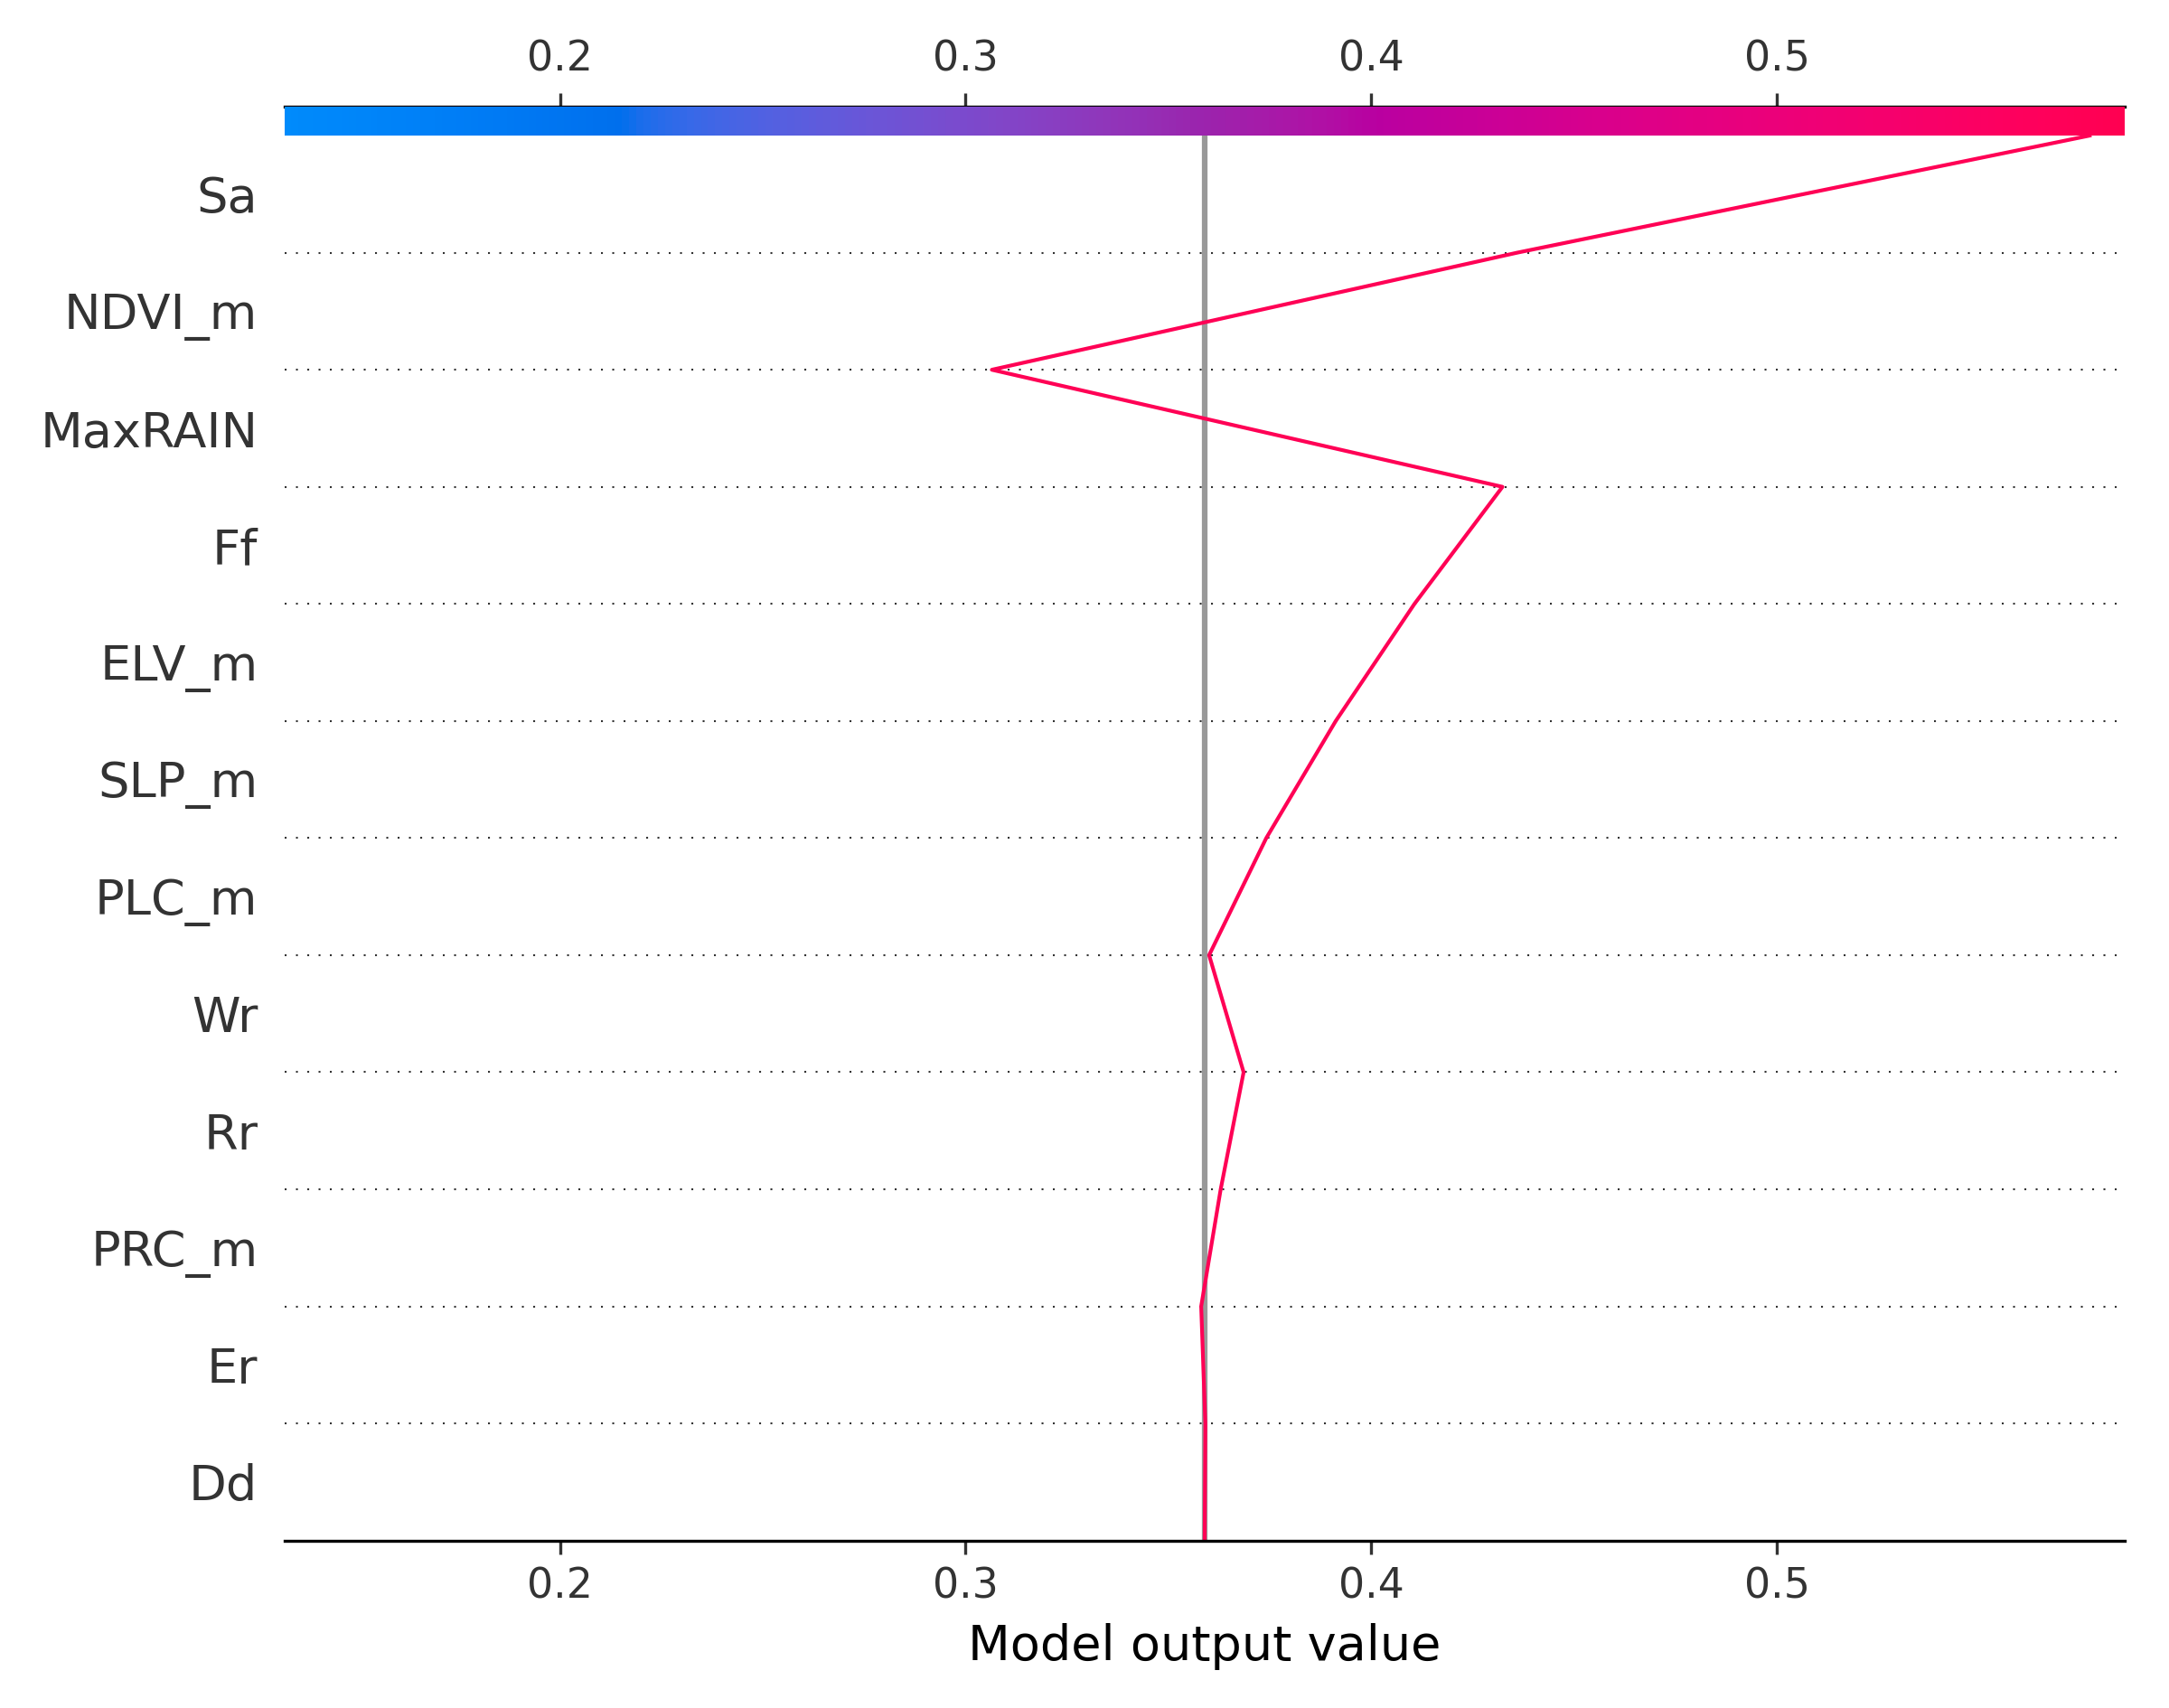 0.2 0.3 0.4 0.5
Sa
NDVI_m
MaxRAIN
Ff
ELV_m
SLP_m
PLC_m
Wr
Rr
PRC_m
Er
Dd
0.2 0.3 0.4 0.5
Model output value